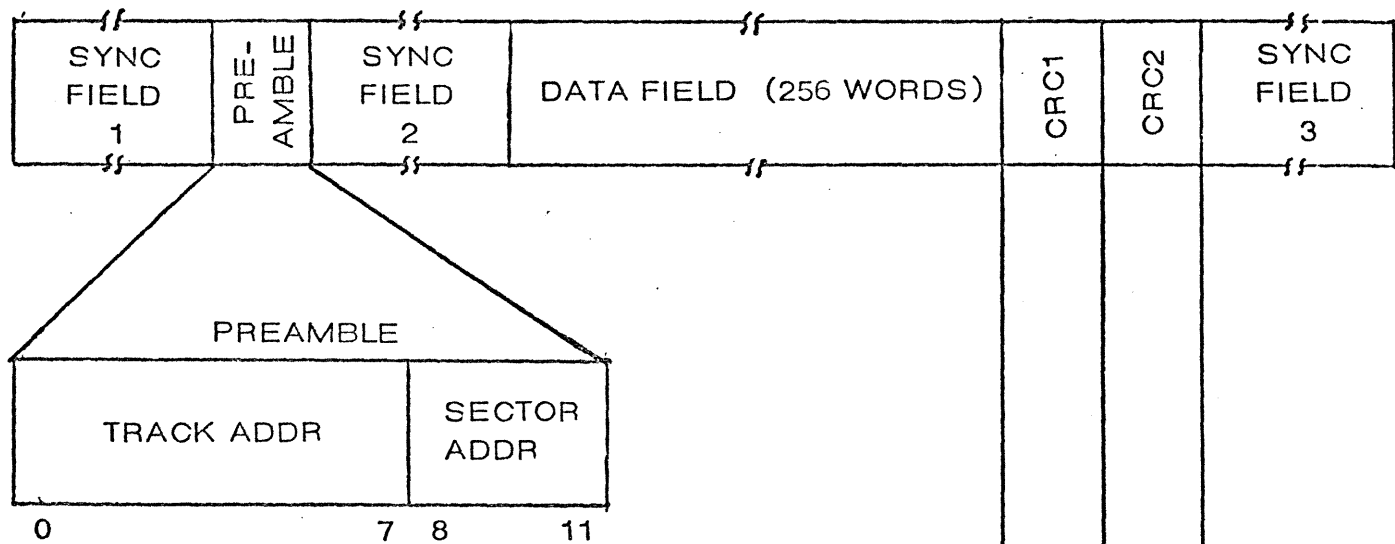 SYNC
FIELD
1
PRE-
AMBLE
SYNC
FIELD
2
DATA FIELD (256 WORDS)
CRC1
CRC2
SYNC
FIELD
3
PREAMBLE
TRACK ADDR
SECTOR
ADDR
0 7 8 11